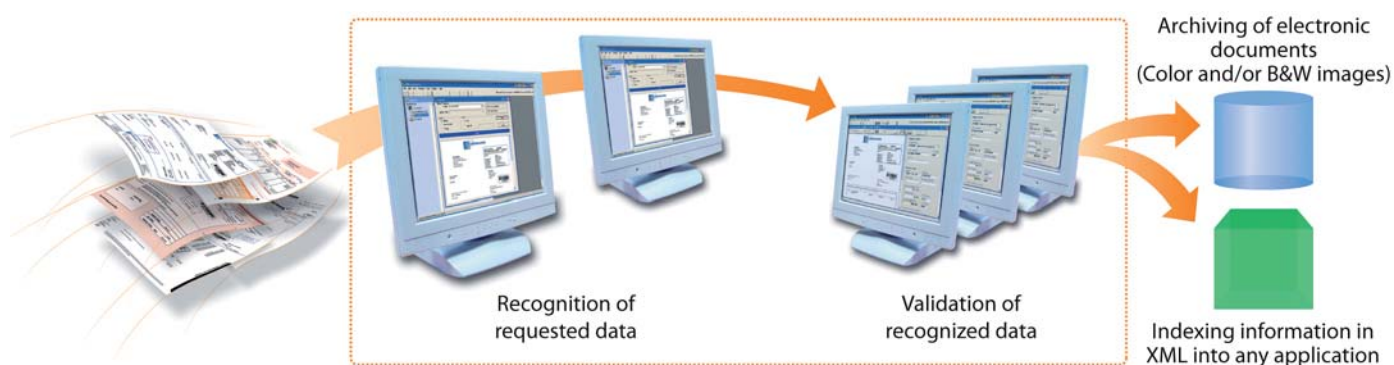 Archiving of electronic
documents
(Color and/or B&W images)
Recognition of
requested data
Validation of
recognized data
Indexing information in
XML into any application